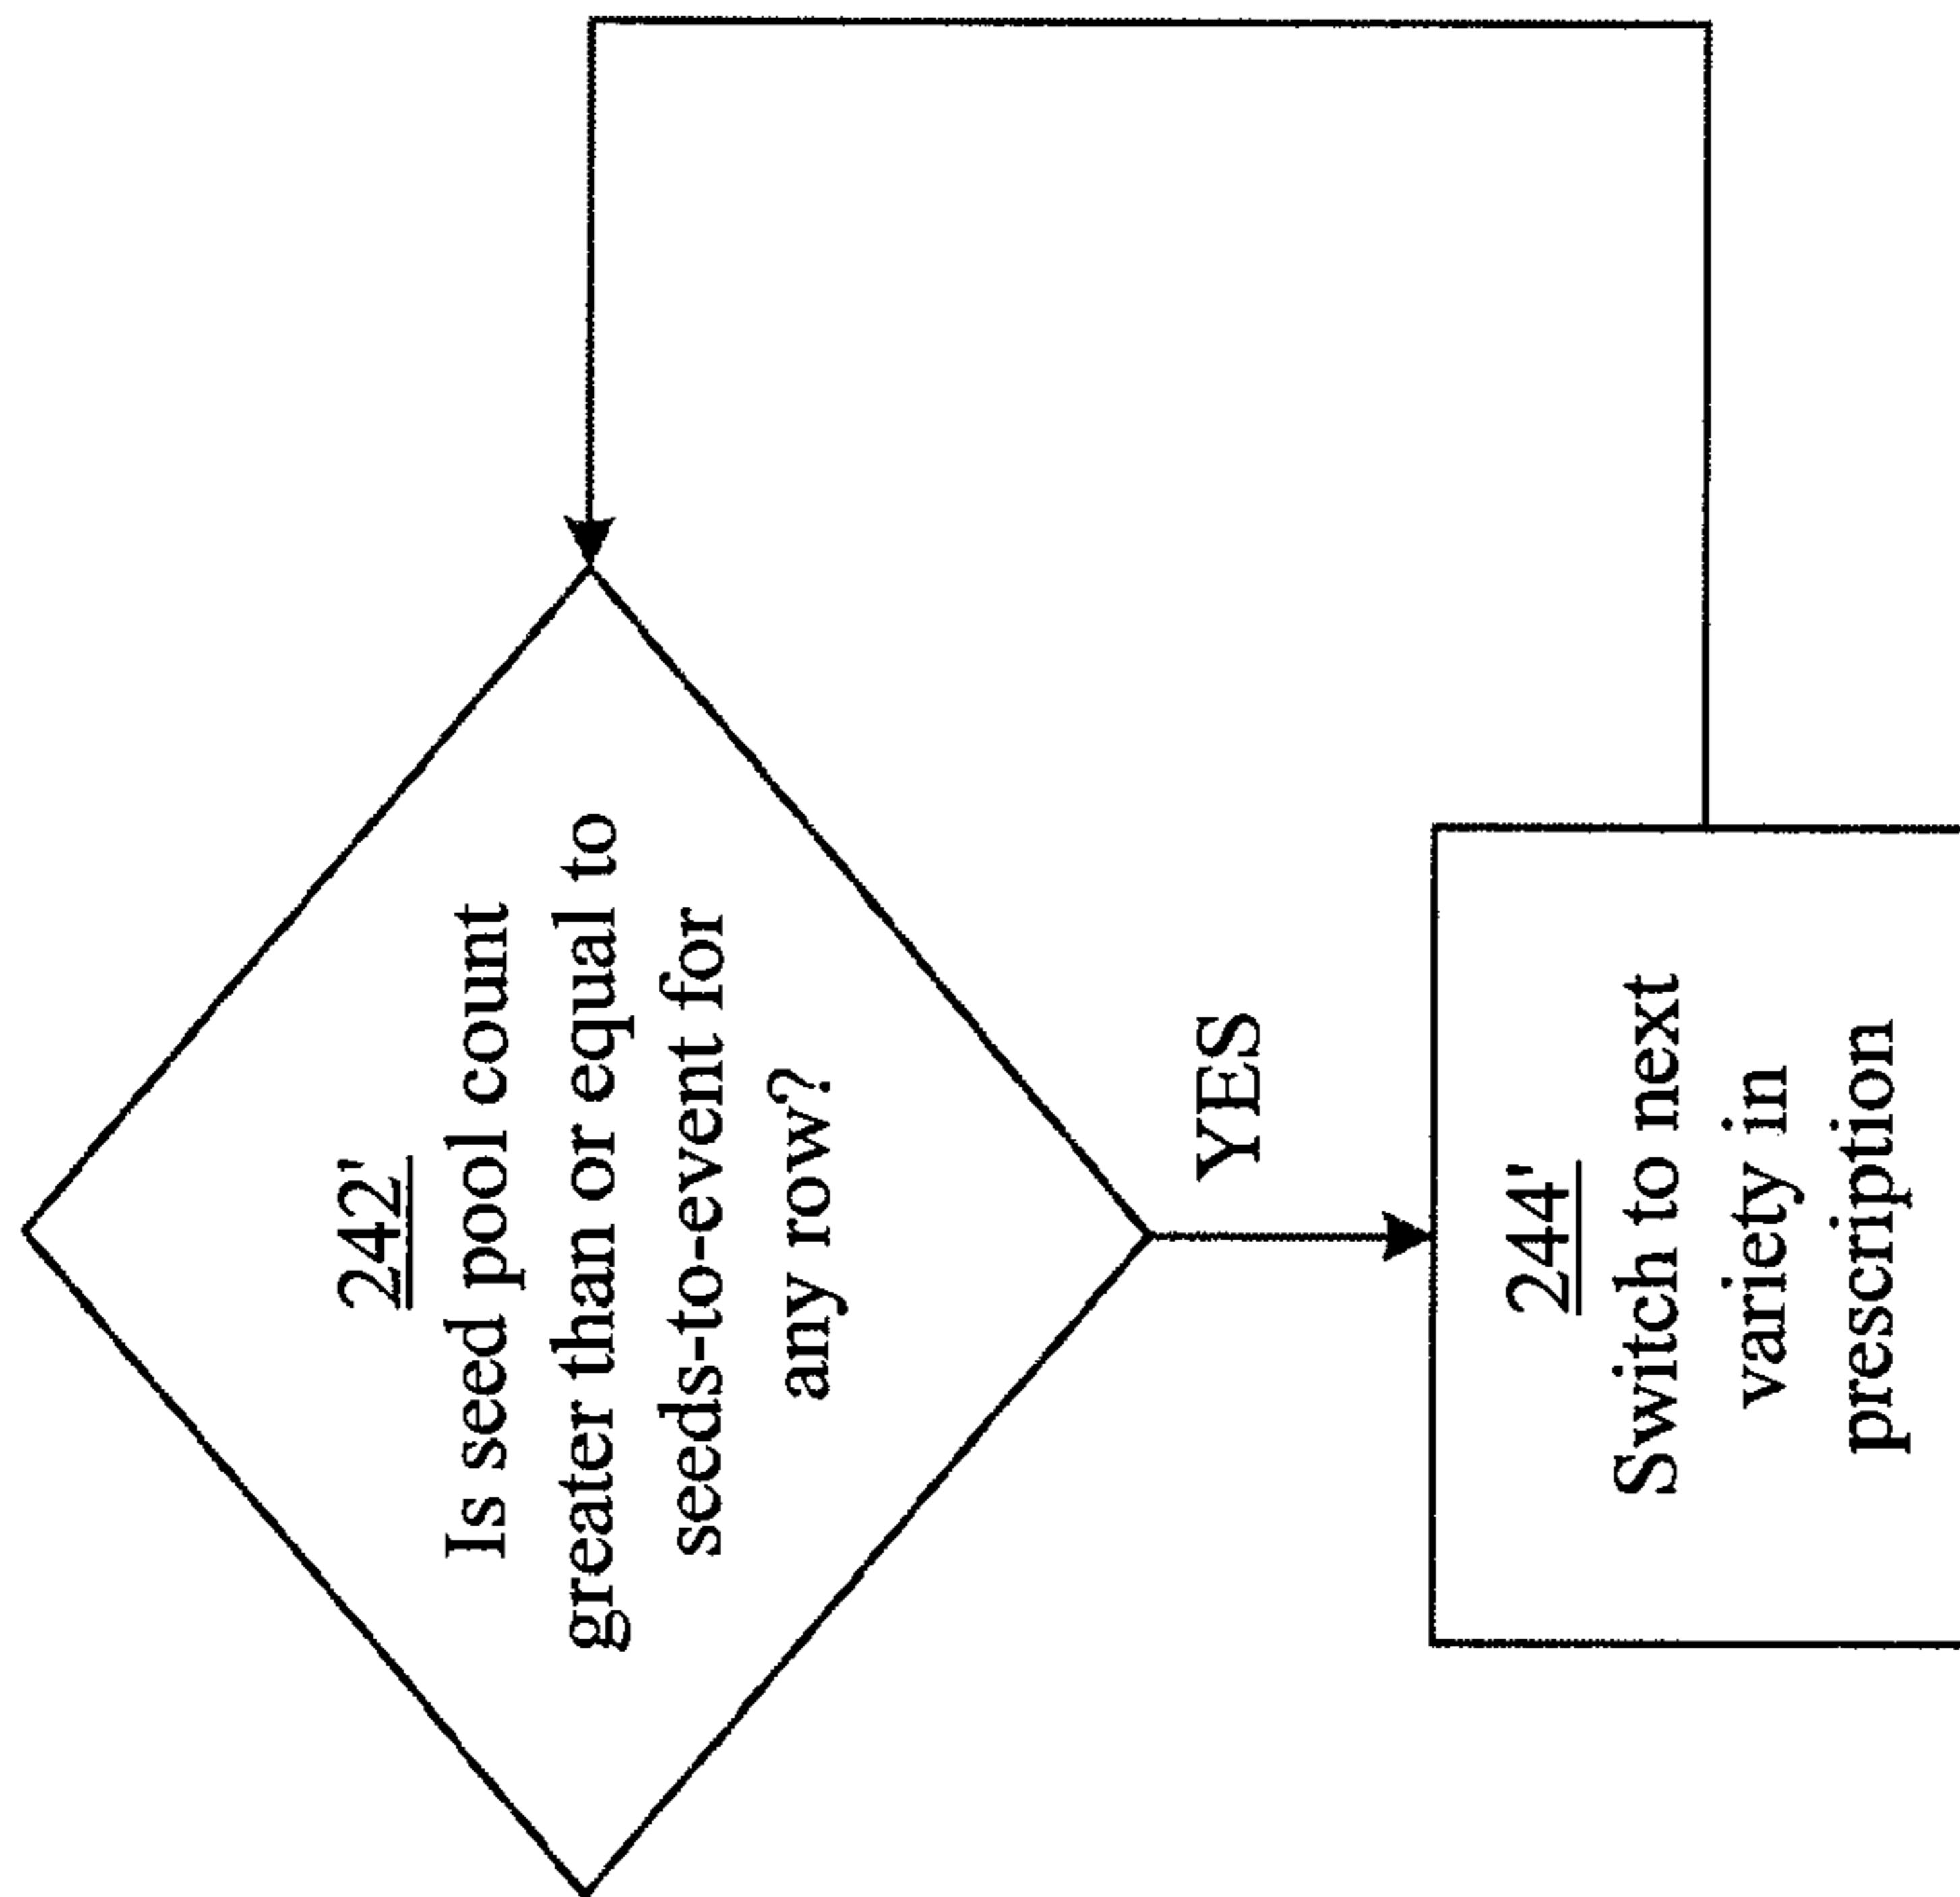 242'
Is seed pool count
greater than or equal to
seeds-to-event for
any row?
YES
244'
Switch to next
variety in
prescription